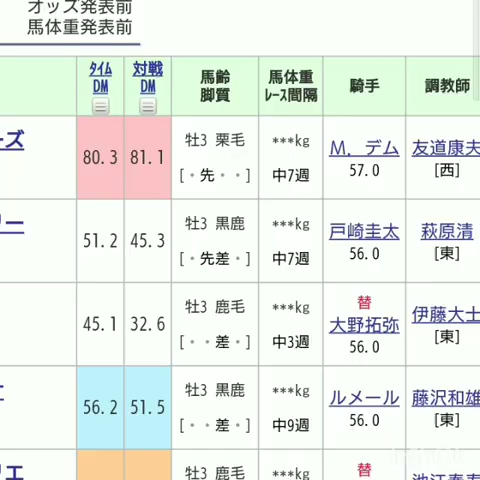 オッズ発表前
馬体重発表前
ﾀｲﾑ DM 対戦 DM 馬齢 脚質 馬体重 ﾚｰｽ間隔 騎手 調教師
ーズ 80.3 81.1 牡3 栗毛 ***kg M.デム 友道康夫
[・先・・] 中7週 57.0 [西]
ー 51.2 45.3 牡3 黒鹿 ***kg 戸崎圭太 萩原清
[・先差・] 中7週 56.0 [東]
45.1 32.6 牡3 鹿毛 ***kg 替 大野拓弥 伊藤大士
[・・差・] 中3週 56.0 [東]
56.2 51.5 牡3 黒鹿 ***kg ルメール 藤沢和雄
[・・差・] 中9週 56.0 [東]
エ 牡3 鹿毛 ***kg 替 池江泰寿